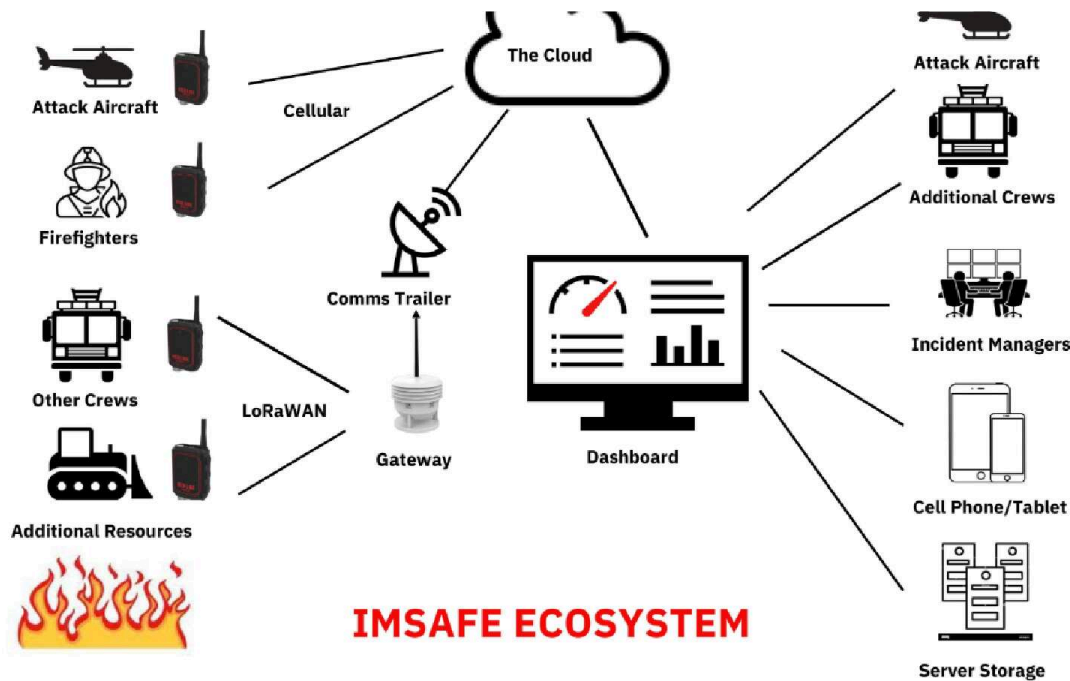 The Cloud
Attack Aircraft
Cellular
Firefighters
Comms Trailer
Other Crews
LoRaWAN
Gateway
Additional Resources
Dashboard
Attack Aircraft
Additional Crews
Incident Managers
Cell Phone/Tablet
Server Storage
IMSAFE ECOSYSTEM